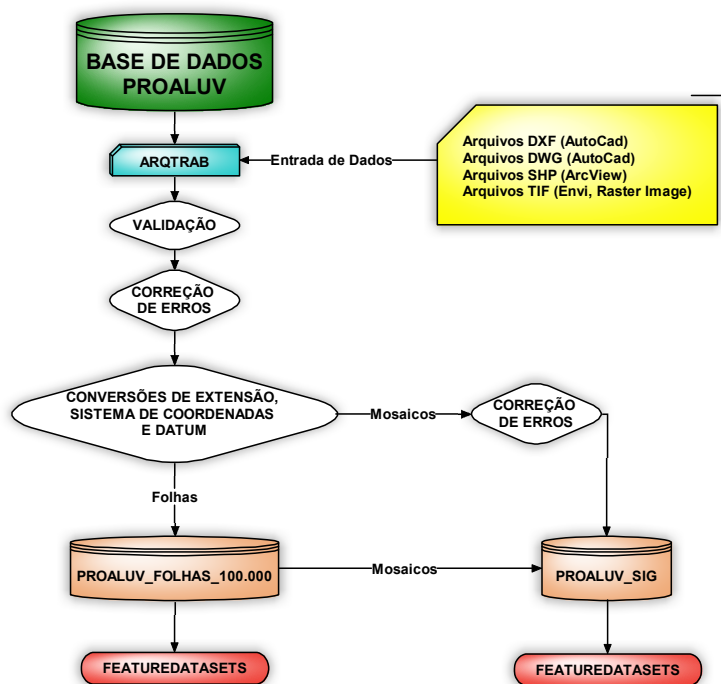 BASE DE DADOS
PROALUV
ARQTRAB
Entrada de Dados
Arquivos DXF (AutoCad)
Arquivos DWG (AutoCad)
Arquivos SHP (ArcView)
Arquivos TIF (Envi, Raster Image)
VALIDAÇÃO
CORREÇÃO
DE ERROS
CONVERSÕES DE EXTENSÃO,
SISTEMA DE COORDENADAS
E DATUM
Mosaicos
CORREÇÃO
DE ERROS
Folhas
PROALUV_FOLHAS_100.000
Mosaicos
PROALUV_SIG
FEATUREDATASETS
FEATUREDATASETS